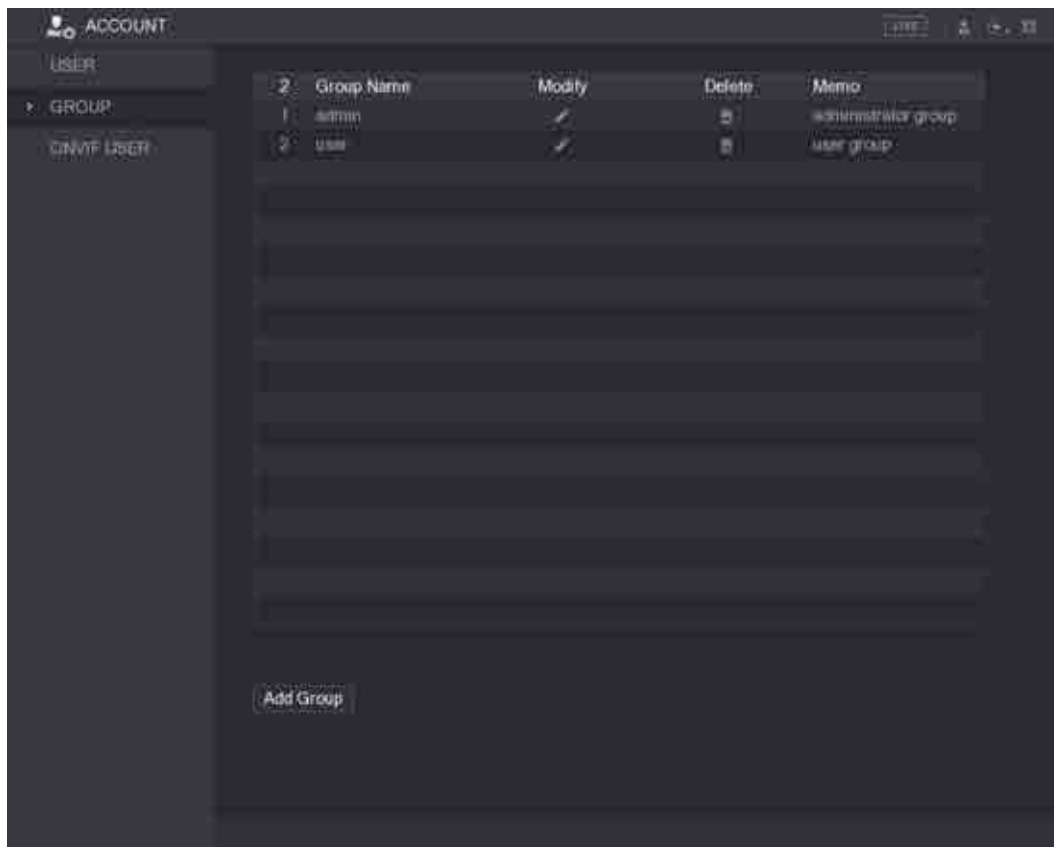 ACCOUNT
LIVE
USER
GROUP
ONVIF USER
2 Group Name Modify Delete Memo
1 admin administrator group
2 user user group
Add Group